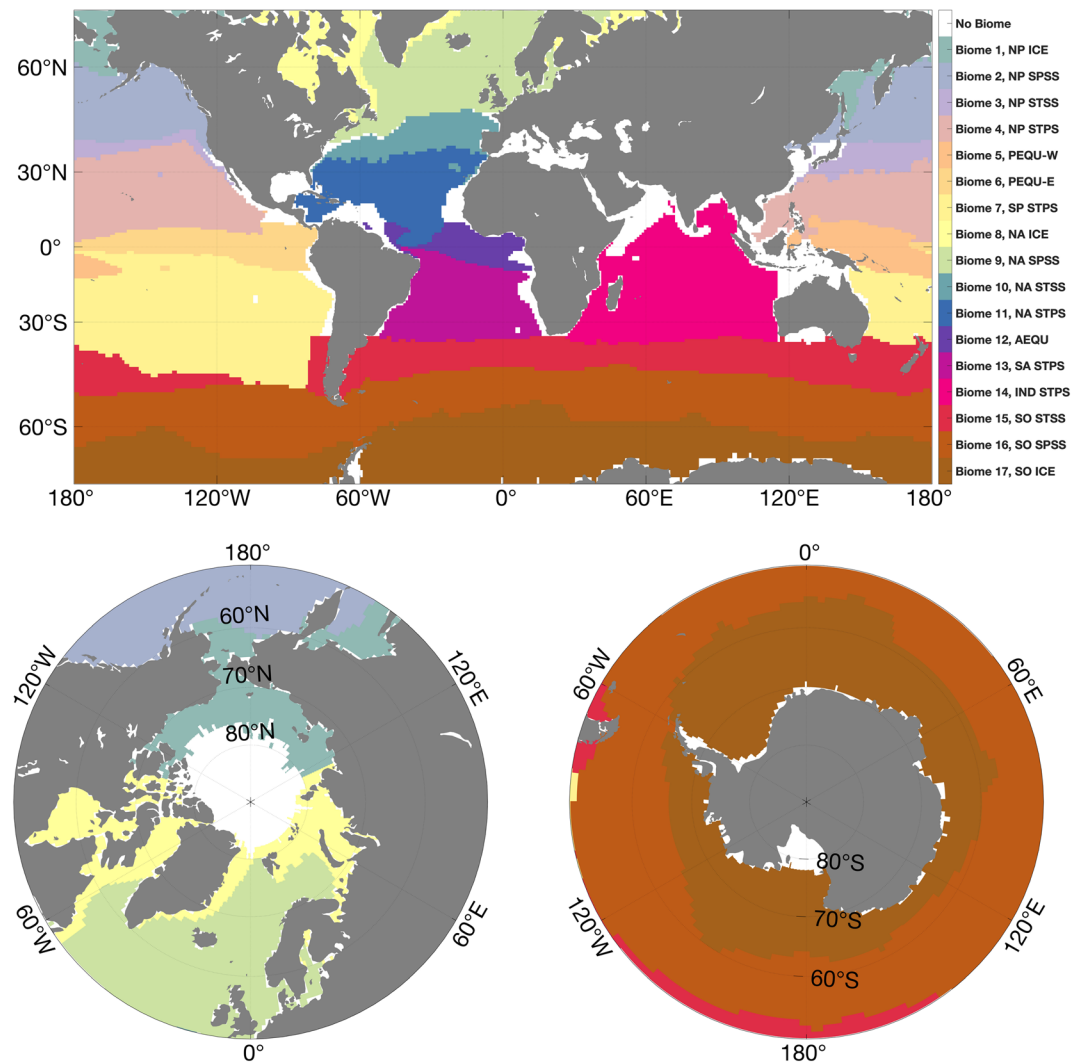 No Biome
Biome 1, NP ICE
60°N
Biome 2, NP SPSS
Biome 3, NP STSS
Biome 4, NP STPS
30°N
Biome 5, PEQU-W
Biome 6, PEQU-E
Biome 7, SP STPS
0°
Biome 8, NA ICE
Biome 9, NA SPSS
Biome 10, NA STSS
30°S
Biome 11, NA STPS
Biome 12, AEQU
Biome 13, SA STPS
Biome 14, IND STPS
60°S
Biome 15, SO STSS
Biome 16, SO SPSS
Biome 17, SO ICE
180° 120°W 60°W 0° 60°E 120°E 180°
180°
60°N
70°N
80°N
120°W
120°E
60°W
60°E
0°
0°
60°W
60°E
80°S
70°S
60°S
120°W
120°E
180°